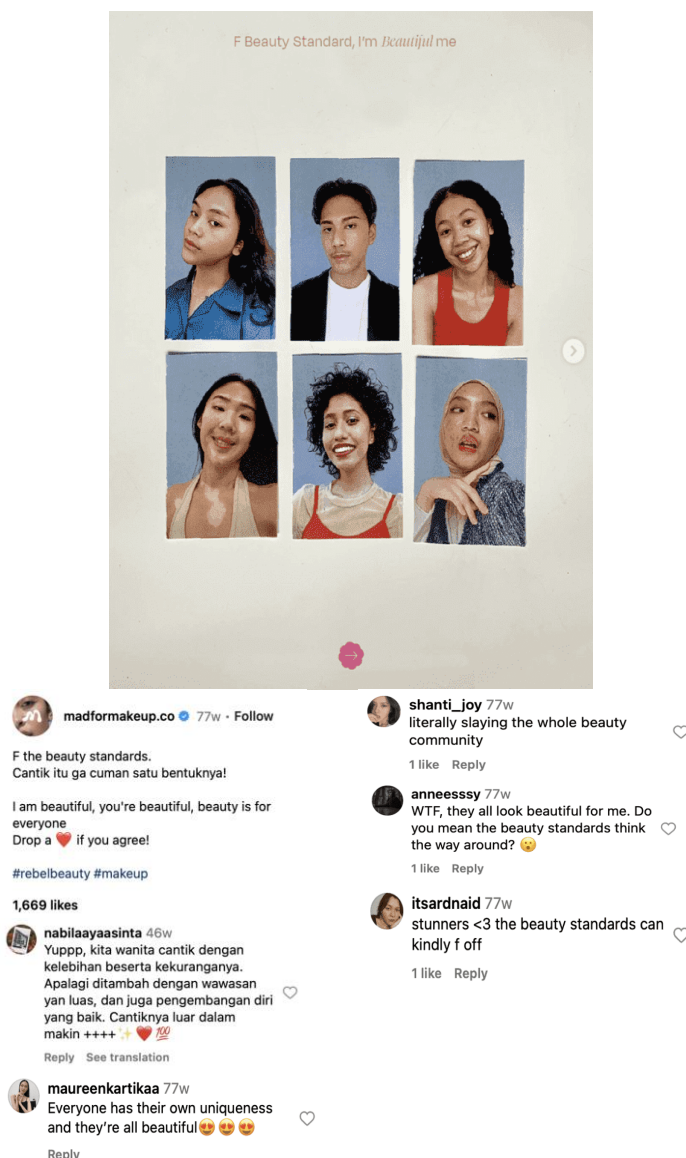 F Beauty Standard, I'm Beautiful me
madformakeup.co 77w • Follow
F the beauty standards.
Cantik itu ga cuman satu bentuknya!
I am beautiful, you're beautiful, beauty is for
everyone
Drop a ❤️ if you agree!
#rebelbeauty #makeup
1,669 likes
nabilaayaasinta 46w
Yuppp, kita wanita cantik dengan
kelebihan beserta kekuranganya.
Apalagi ditambah dengan wawasan
yan luas, dan juga pengembangan diri
yang baik. Cantiknya luar dalam
makin ++++✨ ❤️ 💯
Reply See translation
maureenkartikaa 77w
Everyone has their own uniqueness
and they're all beautiful😍😍😍
Reply
shanti_joy 77w
literally slaying the whole beauty
community
1 like Reply
anneesssy 77w
WTF, they all look beautiful for me. Do
you mean the beauty standards think
the way around? 😮
1 like Reply
itsardnaid 77w
stunners <3 the beauty standards can
kindly f off
1 like Reply